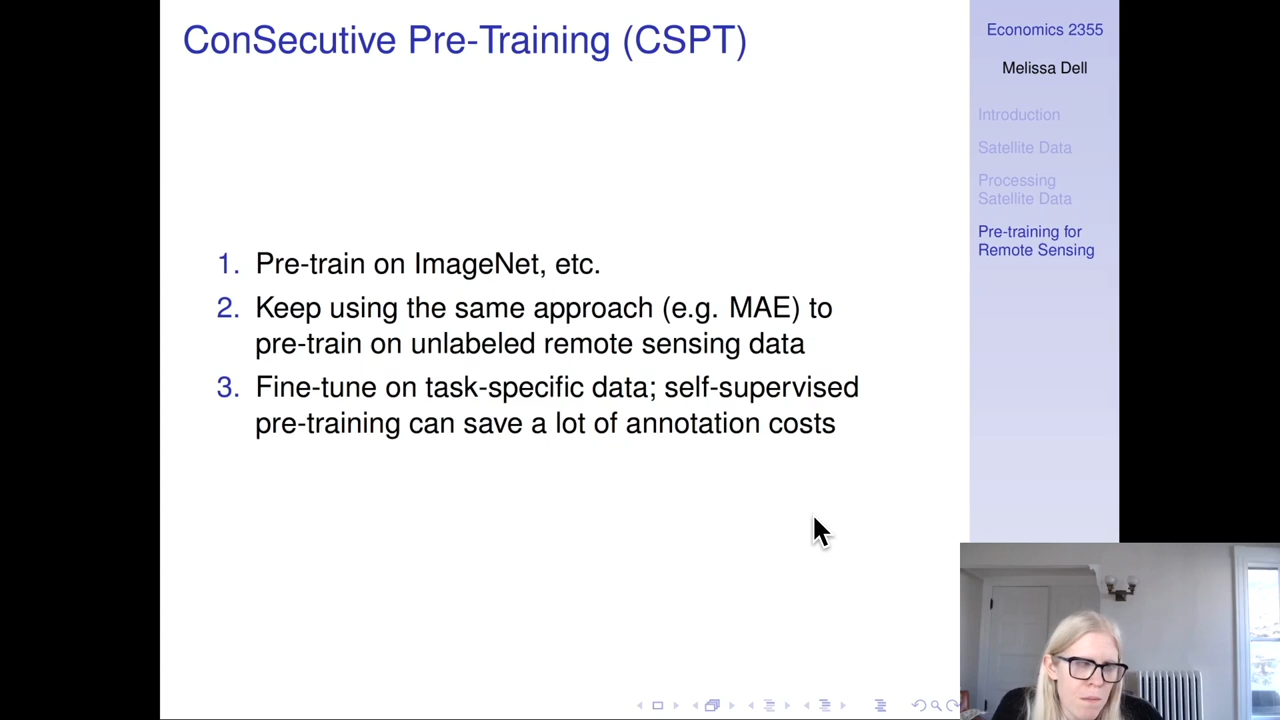 ConSecutive Pre-Training (CSPT)
1. Pre-train on ImageNet, etc.
2. Keep using the same approach (e.g. MAE) to
pre-train on unlabeled remote sensing data
3. Fine-tune on task-specific data; self-supervised
pre-training can save a lot of annotation costs
Economics 2355
Melissa Dell
Introduction
Satellite Data
Processing
Satellite Data
Pre-training for
Remote Sensing